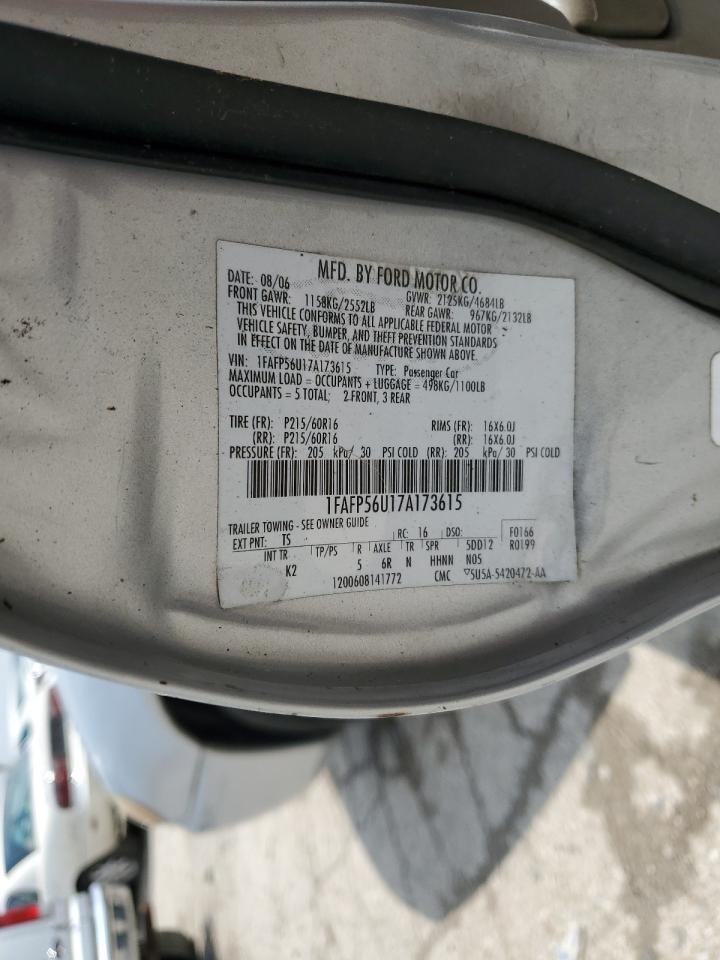 MFD. BY FORD MOTOR CO.
DATE: 08/06 GVWR: 2125KG/4684LB
FRONT GAWR: 1158KG/2552LB REAR GAWR: 967KG/2132LB
THIS VEHICLE CONFORMS TO ALL APPLICABLE FEDERAL MOTOR
VEHICLE SAFETY, BUMPER, AND THEFT PREVENTION STANDARDS
IN EFFECT ON THE DATE OF MANUFACTURE SHOWN ABOVE.
VIN: 1FAFP56U17A173615 TYPE: Passenger Car
MAXIMUM LOAD = OCCUPANTS + LUGGAGE = 498KG/1100LB
OCCUPANTS = 5 TOTAL; 2 FRONT, 3 REAR
TIRE (FR): P215/60R16 RIMS (FR): 16X6.0J
(RR): P215/60R16 (RR): 16X6.0J
PRESSURE (FR): 205 kPa/ 30 PSI COLD (RR): 205 kPa/ 30 PSI COLD
1FAFP56U17A173615
TRAILER TOWING - SEE OWNER GUIDE
EXT PNT: TS RC: 16 DSO: F0166
INT TR TP/PS R AXLE TR SPR 5DD12 R0199
K2 5 6R N HHNN N05
1200608141772 CMC ▽5U5A-5420472-AA